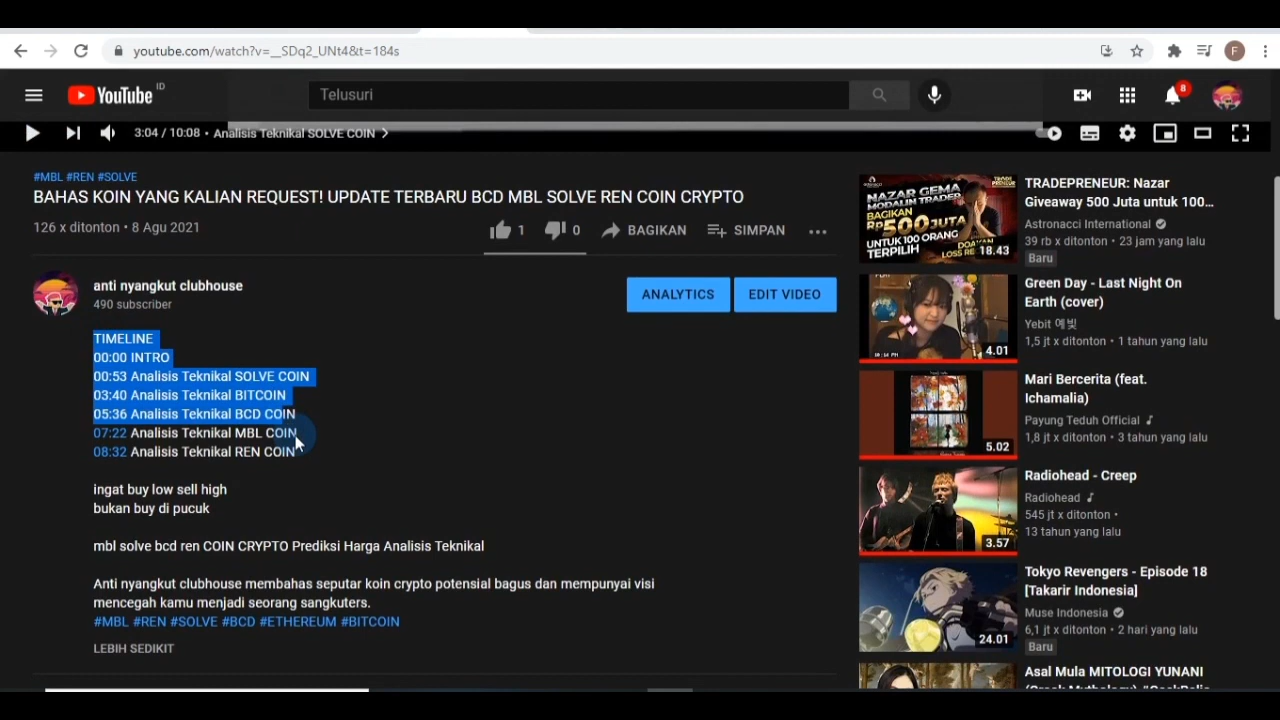 youtube.com/watch?v=__SDq2_UNt4&t=184s
F
YouTube ID
Telusuri
8
3:04 / 10:08 • Analisis Teknikal SOLVE COIN
#MBL #REN #SOLVE
BAHAS KOIN YANG KALIAN REQUEST! UPDATE TERBARU BCD MBL SOLVE REN COIN CRYPTO
126 x ditonton • 8 Agu 2021
1
0
BAGIKAN
SIMPAN
anti nyangkut clubhouse
490 subscriber
ANALYTICS
EDIT VIDEO
TIMELINE
00:00 INTRO
00:53 Analisis Teknikal SOLVE COIN
03:40 Analisis Teknikal BITCOIN
05:36 Analisis Teknikal BCD COIN
07:22 Analisis Teknikal MBL COIN
08:32 Analisis Teknikal REN COIN
ingat buy low sell high
bukan buy di pucuk
mbl solve bcd ren COIN CRYPTO Prediksi Harga Analisis Teknikal
Anti nyangkut clubhouse membahas seputar koin crypto potensial bagus dan mempunyai visi
mencegah kamu menjadi seorang sangkuters.
#MBL #REN #SOLVE #BCD #ETHEREUM #BITCOIN
LEBIH SEDIKIT
NAZAR GEMA
MODALIN TRADER
BAGIKAN
RP500JUTA
UNTUK 100 ORANG
TERPILIH
18.43
TRADEPRENEUR: Nazar
Giveaway 500 Juta untuk 100...
Astronacci International
39 rb x ditonton • 23 jam yang lalu
Baru
4.01
Green Day - Last Night On
Earth (cover)
Yebit 예빛
1,5 jt x ditonton • 1 tahun yang lalu
5.02
Mari Bercerita (feat.
Ichamalia)
Payung Teduh Official
1,8 jt x ditonton • 3 tahun yang lalu
3.57
Radiohead - Creep
Radiohead
545 jt x ditonton •
13 tahun yang lalu
24.01
Tokyo Revengers - Episode 18
[Takarir Indonesia]
Muse Indonesia
6,1 jt x ditonton • 2 hari yang lalu
Baru
Asal Mula MITOLOGI YUNANI